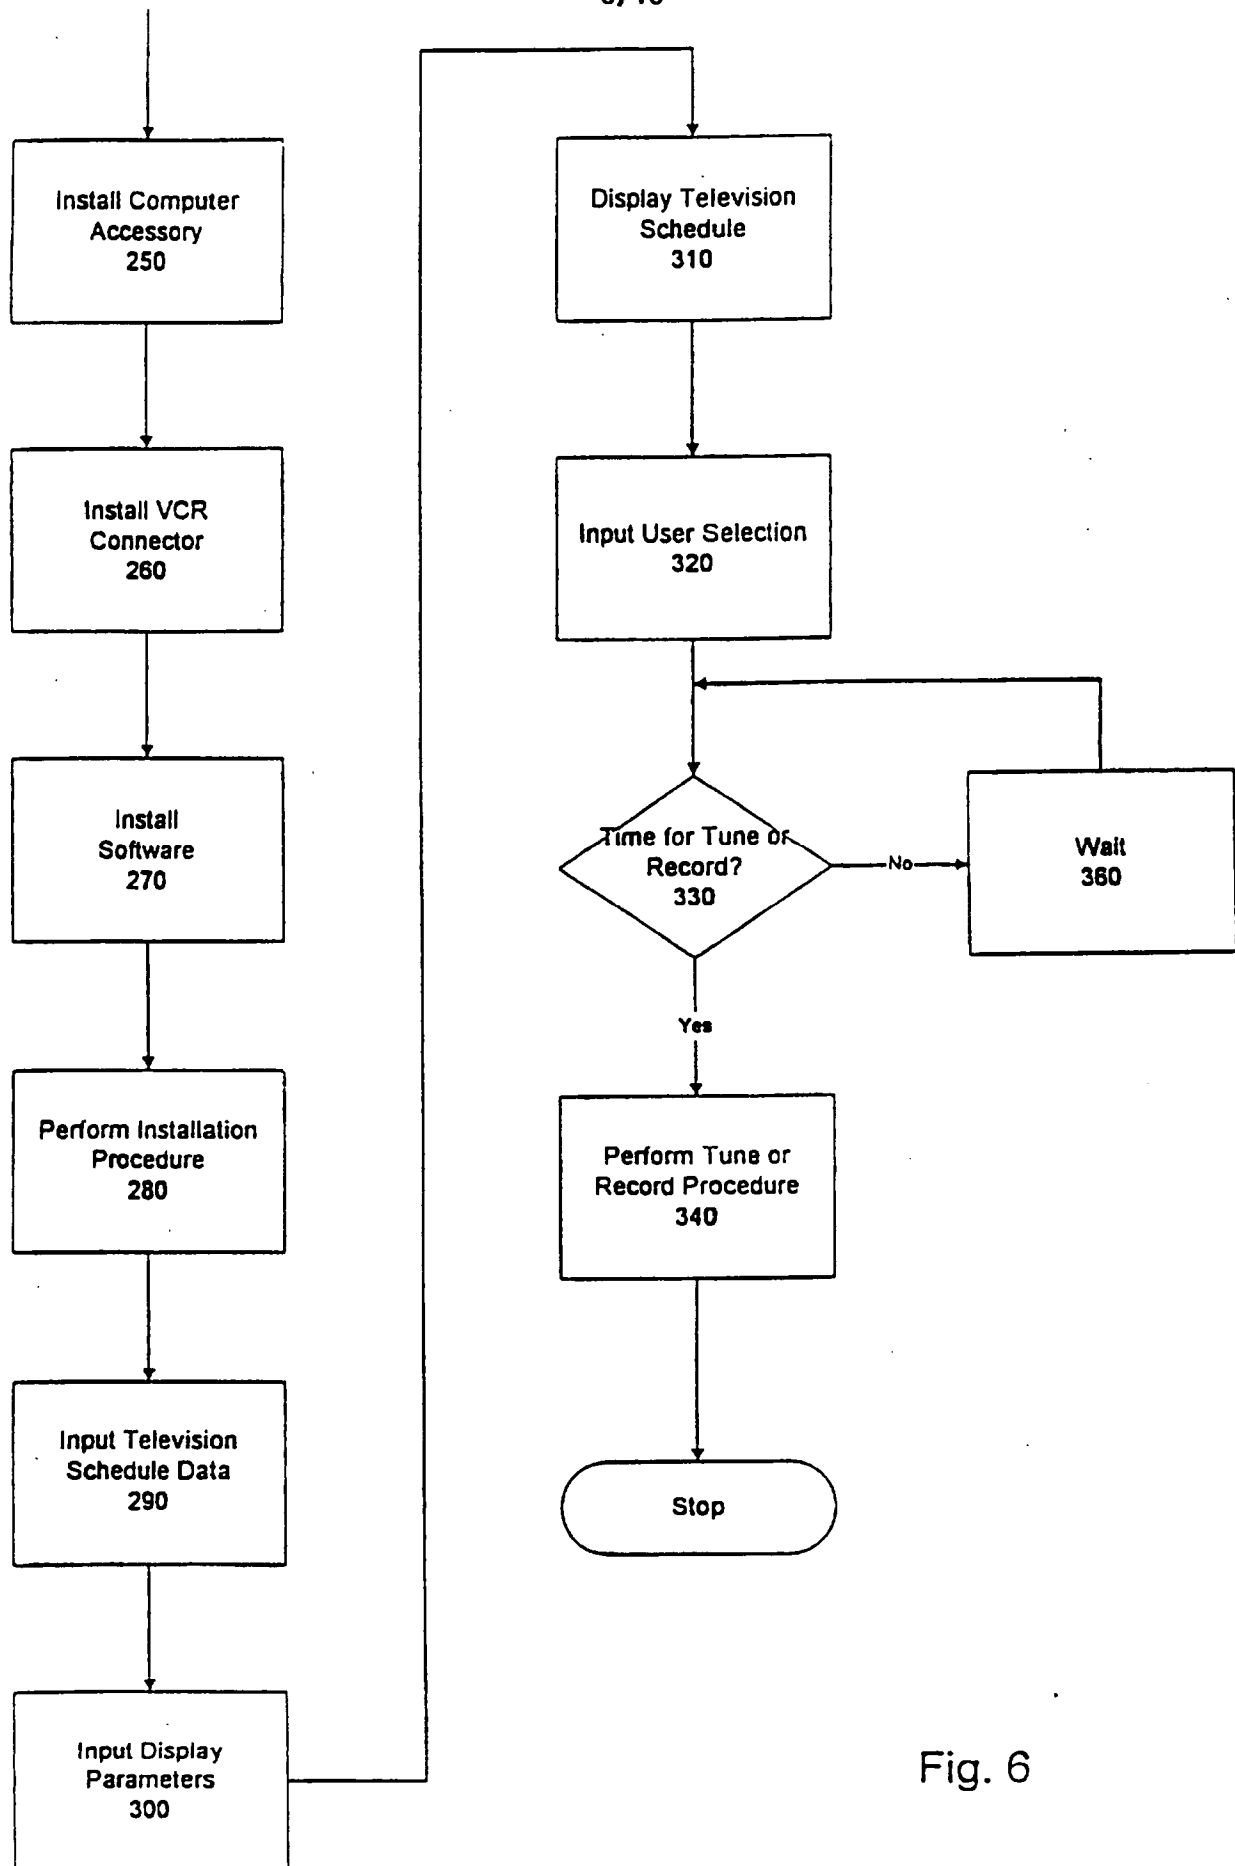 Install Computer
Accessory
250
Install VCR
Connector
260
Install
Software
270
Perform Installation
Procedure
280
Input Television
Schedule Data
290
Input Display
Parameters
300
Display Television
Schedule
310
Input User Selection
320
Time for Tune or
Record?
330
No
Wait
360
Yes
Perform Tune or
Record Procedure
340
Stop
Fig. 6